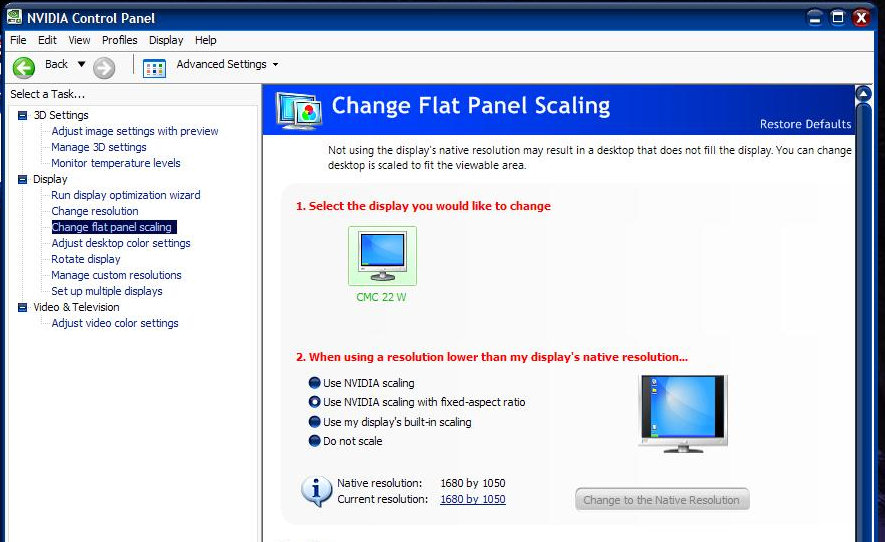 NVIDIA Control Panel
File Edit View Profiles Display Help
Back Advanced Settings
Select a Task...
3D Settings
Adjust image settings with preview
Manage 3D settings
Monitor temperature levels
Display
Run display optimization wizard
Change resolution
Change flat panel scaling
Adjust desktop color settings
Rotate display
Manage custom resolutions
Set up multiple displays
Video & Television
Adjust video color settings
Change Flat Panel Scaling
Restore Defaults
Not using the display's native resolution may result in a desktop that does not fill the display. You can change
desktop is scaled to fit the viewable area.
1. Select the display you would like to change
CMC 22 W
2. When using a resolution lower than my display's native resolution...
Use NVIDIA scaling
Use NVIDIA scaling with fixed-aspect ratio
Use my display's built-in scaling
Do not scale
Native resolution: 1680 by 1050
Current resolution: 1680 by 1050
Change to the Native Resolution